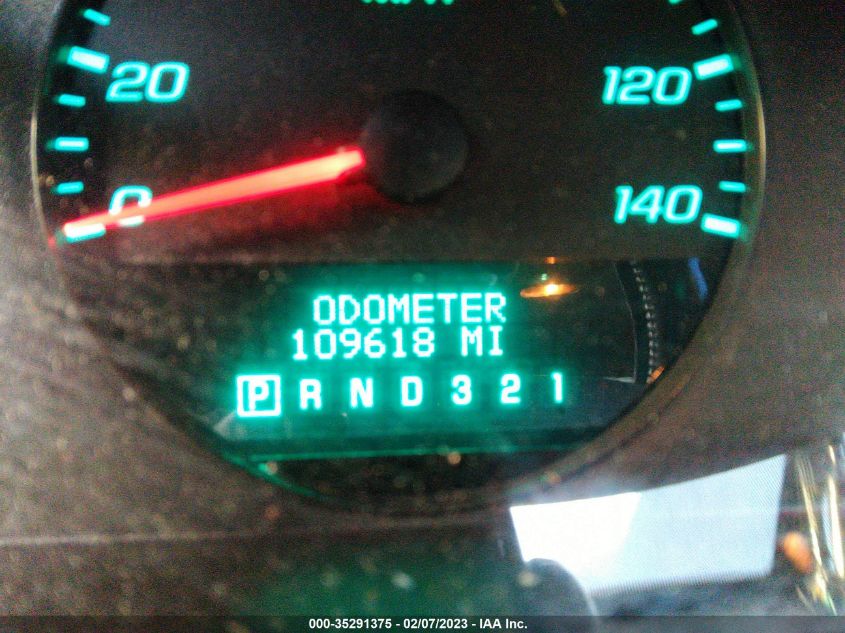 20 120
0 140
ODOMETER
109618 MI
P R N D 3 2 1
000-35291375 - 02/07/2023 - IAA Inc.